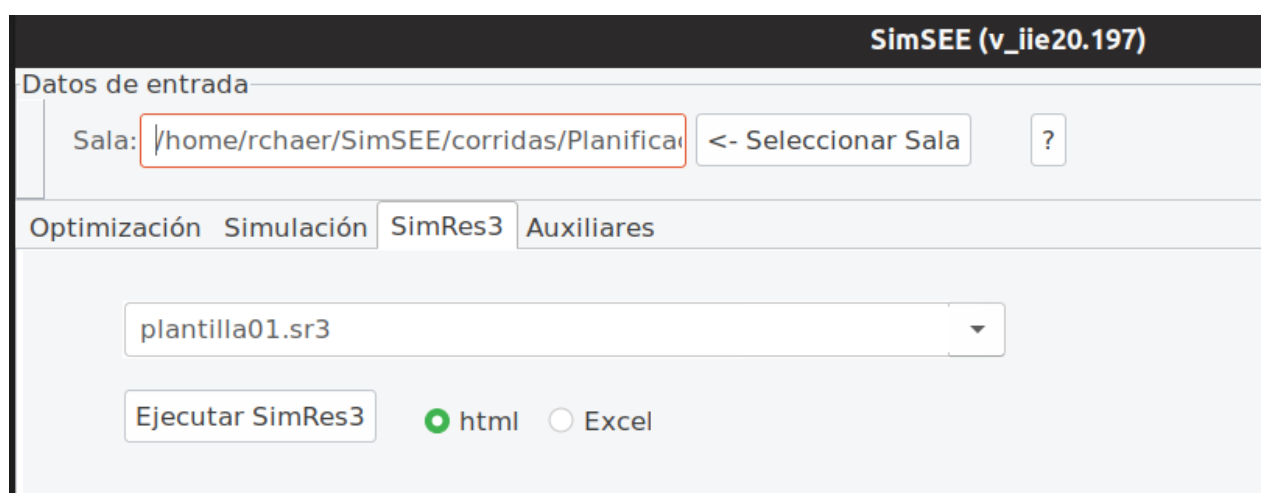 SimSEE (v_iie20.197)
Datos de entrada
Sala: /home/rchaer/SimSEE/corridas/Planifica <- Seleccionar Sala ?
Optimización Simulación SimRes3 Auxiliares
plantilla01.sr3
Ejecutar SimRes3 html Excel